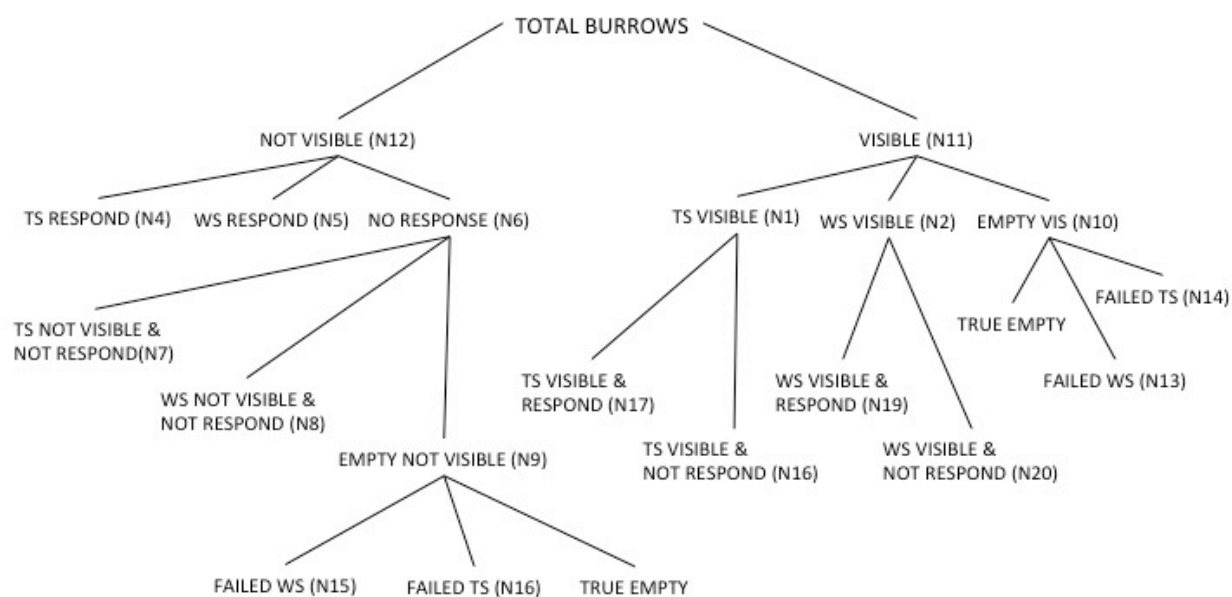 TOTAL BURROWS
NOT VISIBLE (N12)
VISIBLE (N11)
TS RESPOND (N4)
WS RESPOND (N5)
NO RESPONSE (N6)
TS VISIBLE (N1)
WS VISIBLE (N2)
EMPTY VIS (N10)
TS NOT VISIBLE &
NOT RESPOND(N7)
WS NOT VISIBLE &
NOT RESPOND (N8)
EMPTY NOT VISIBLE (N9)
TS VISIBLE &
RESPOND (N17)
TS VISIBLE &
NOT RESPOND (N16)
WS VISIBLE &
RESPOND (N19)
WS VISIBLE &
NOT RESPOND (N20)
TRUE EMPTY
FAILED WS (N13)
FAILED TS (N14)
FAILED WS (N15)
FAILED TS (N16)
TRUE EMPTY